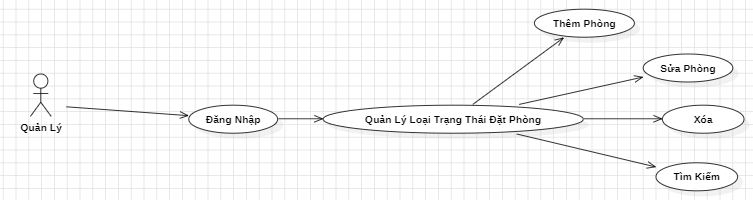 Thêm Phòng
Sửa Phòng
Quản Lý
Đăng Nhập
Quản Lý Loại Trạng Thái Đặt Phòng
Xóa
Tìm Kiếm